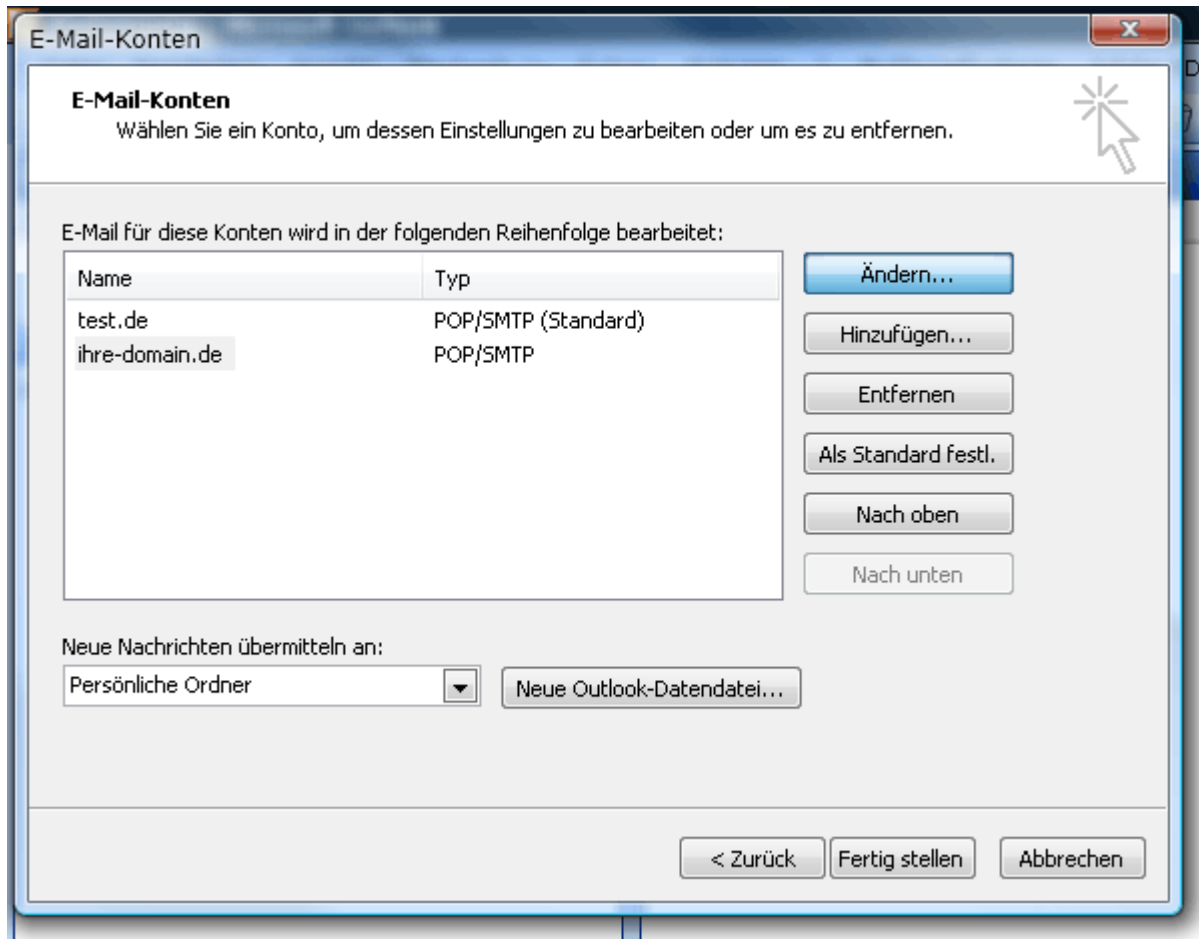 E-Mail-Konten
E-Mail-Konten
Wählen Sie ein Konto, um dessen Einstellungen zu bearbeiten oder um es zu entfernen.
E-Mail für diese Konten wird in der folgenden Reihenfolge bearbeitet:
Name Typ
test.de POP/SMTP (Standard)
ihre-domain.de POP/SMTP
Ändern...
Hinzufügen...
Entfernen
Als Standard festl.
Nach oben
Nach unten
Neue Nachrichten übermitteln an:
Persönliche Ordner
Neue Outlook-Datendatei...
< Zurück
Fertig stellen
Abbrechen